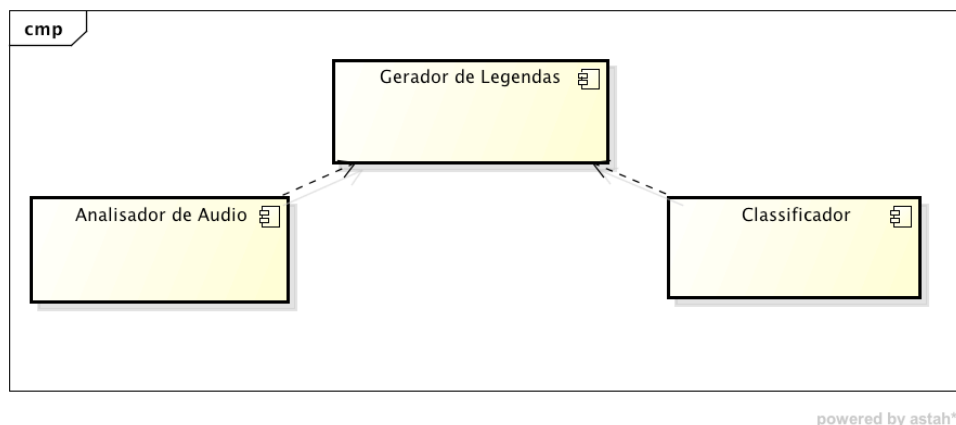 cmp
Gerador de Legendas
Analisador de Audio
Classificador
powered by astah*